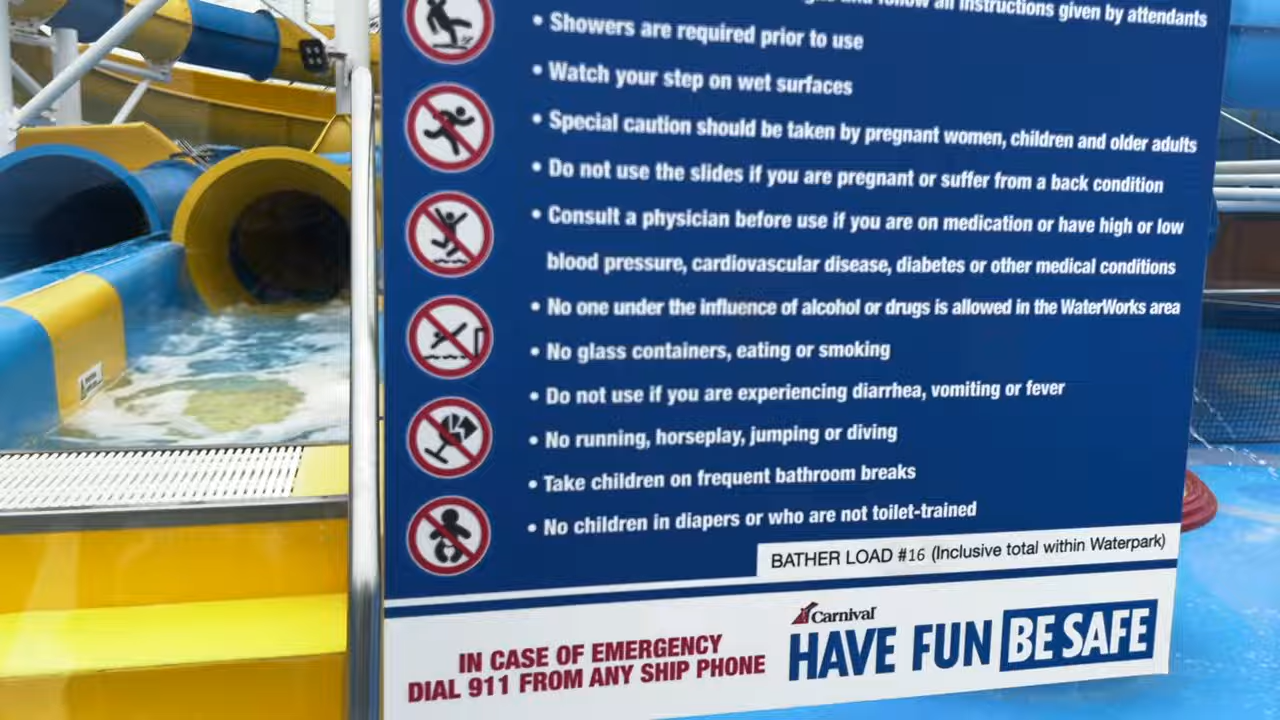 and follow all instructions given by attendants
• Showers are required prior to use
• Watch your step on wet surfaces
• Special caution should be taken by pregnant women, children and older adults
• Do not use the slides if you are pregnant or suffer from a back condition
• Consult a physician before use if you are on medication or have high or low
blood pressure, cardiovascular disease, diabetes or other medical conditions
• No one under the influence of alcohol or drugs is allowed in the WaterWorks area
• No glass containers, eating or smoking
• Do not use if you are experiencing diarrhea, vomiting or fever
• No running, horseplay, jumping or diving
• Take children on frequent bathroom breaks
• No children in diapers or who are not toilet-trained
BATHER LOAD #16 (Inclusive total within Waterpark)
IN CASE OF EMERGENCY
DIAL 911 FROM ANY SHIP PHONE
Carnival
HAVE FUN BE SAFE